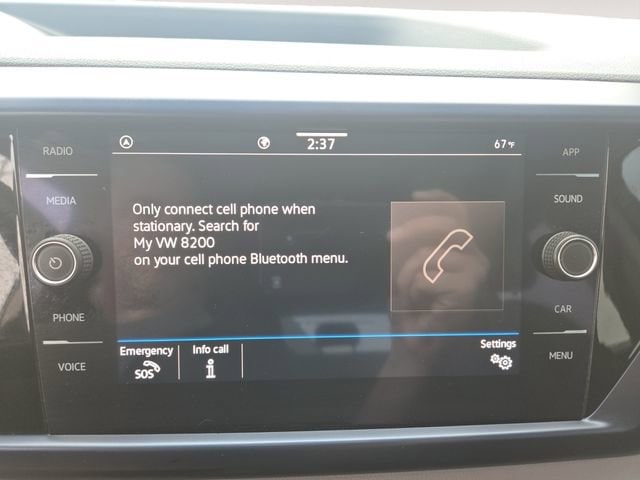 2:37
67°F
RADIO
MEDIA
PHONE
VOICE
Only connect cell phone when
stationary. Search for
My VW 8200
on your cell phone Bluetooth menu.
Emergency
SOS
Info call
i
Settings
APP
SOUND
CAR
MENU